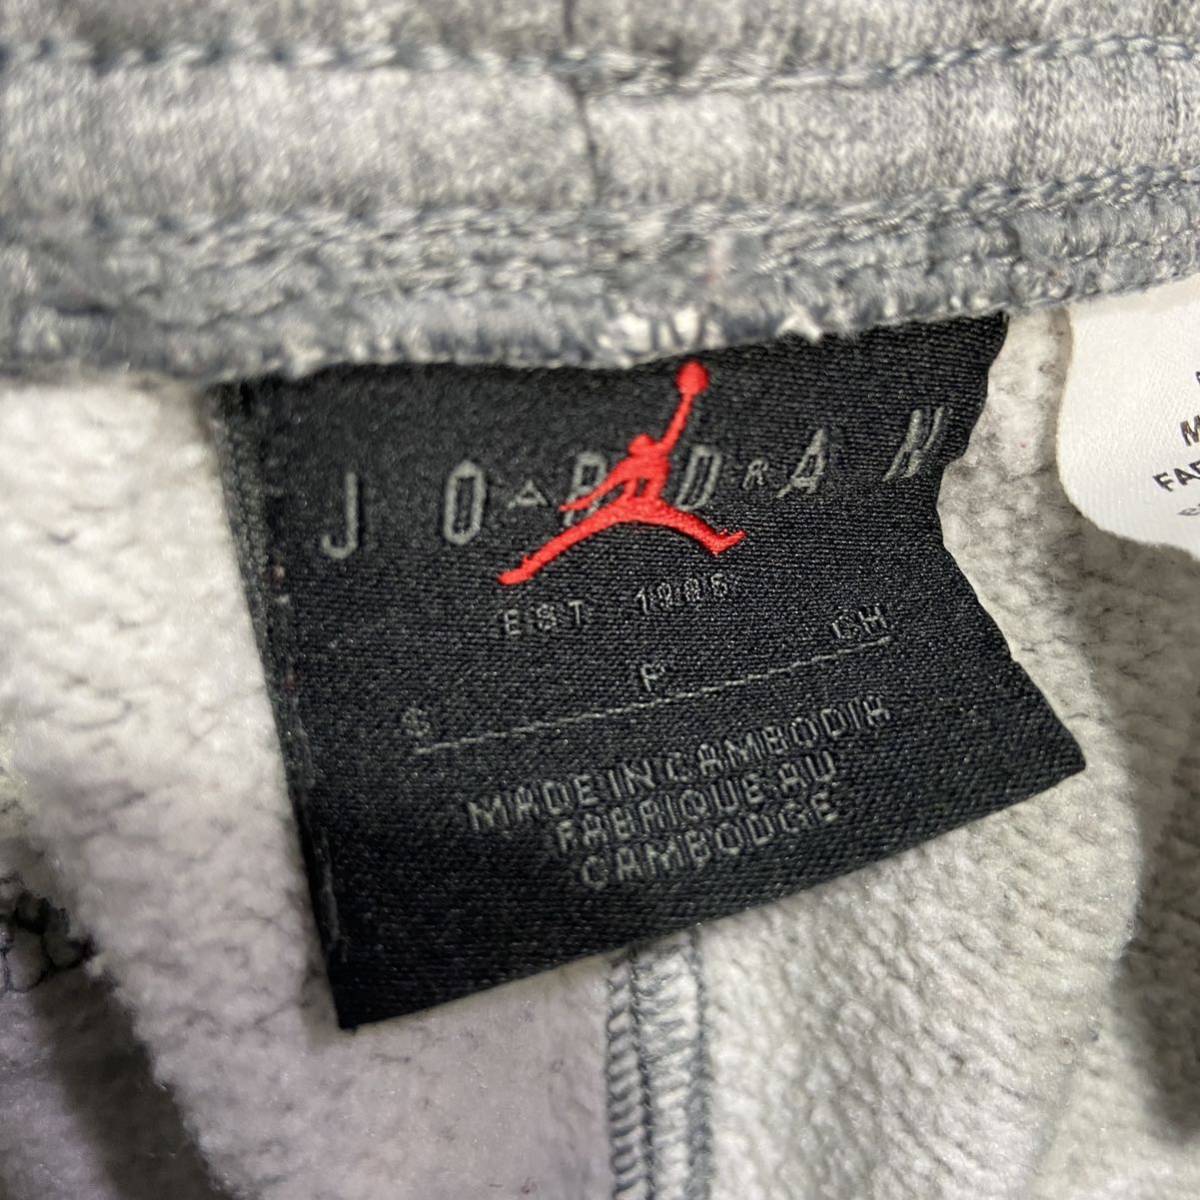 JORDAN
EST 1985
S P CH
MADE IN CAMBODIA
FABRIQUE AU
CAMBODGE